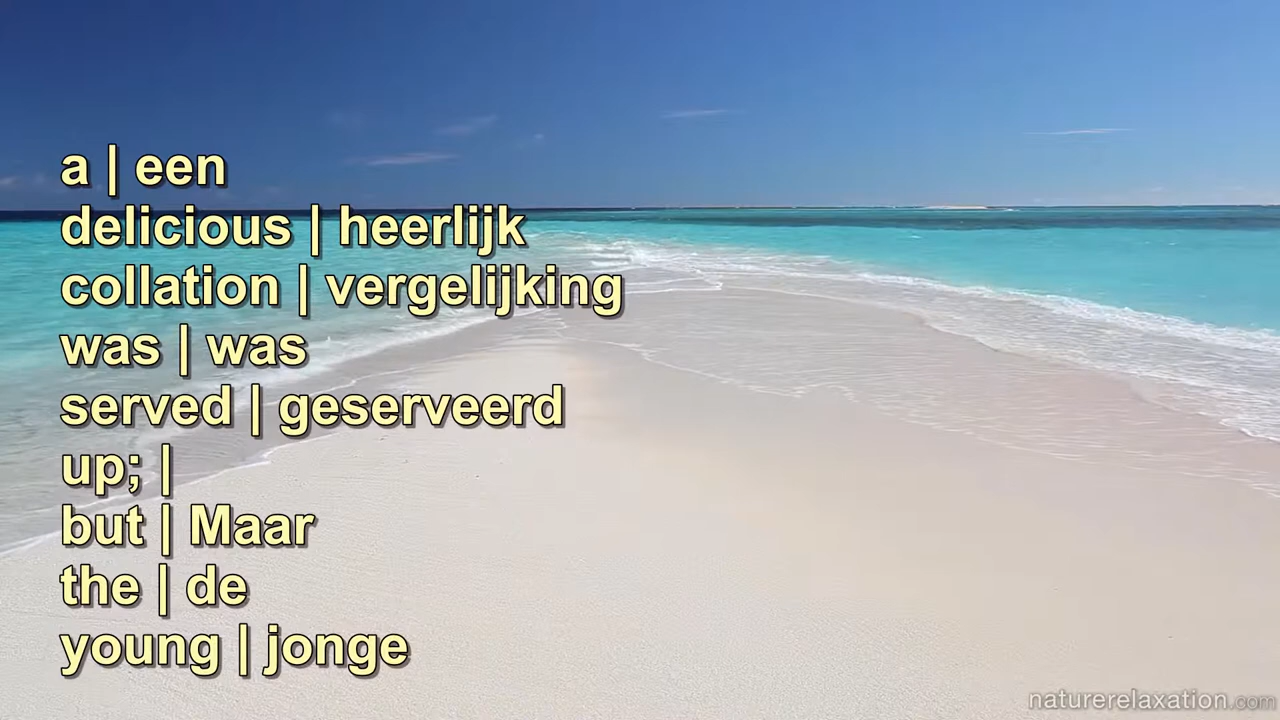 a | een
delicious | heerlijk
collation | vergelijking
was | was
served | geserveerd
up; |
but | Maar
the | de
young | jonge
naturerelaxation.com